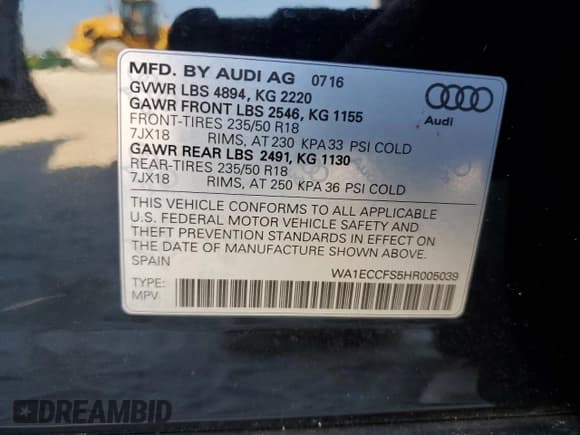 MFD. BY AUDI AG 07 16
GVWR LBS 4894, KG 2220
GAWR FRONT LBS 2546, KG 1155
FRONT-TIRES 235/50 R18
7JX18 RIMS, AT 230 KPA 33 PSI COLD
GAWR REAR LBS 2491, KG 1130
REAR-TIRES 235/50 R18
7JX18 RIMS, AT 250 KPA 36 PSI COLD
Audi
THIS VEHICLE CONFORMS TO ALL APPLICABLE
U.S. FEDERAL MOTOR VEHICLE SAFETY AND
THEFT PREVENTION STANDARDS IN EFFECT ON
THE DATE OF MANUFACTURE SHOWN ABOVE.
SPAIN
WA1ECCFS5HR005039
TYPE:
MPV
DREAMBID